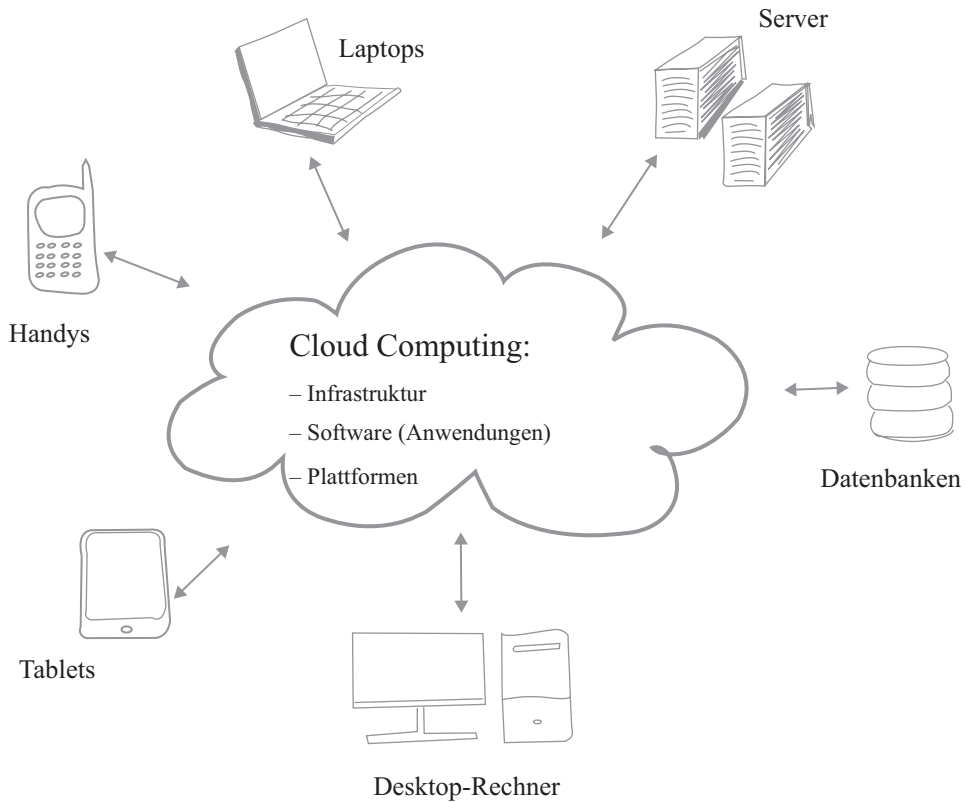 Server
Laptops
Handys
Cloud Computing:
– Infrastruktur
– Software (Anwendungen)
– Plattformen
Datenbanken
Tablets
Desktop-Rechner